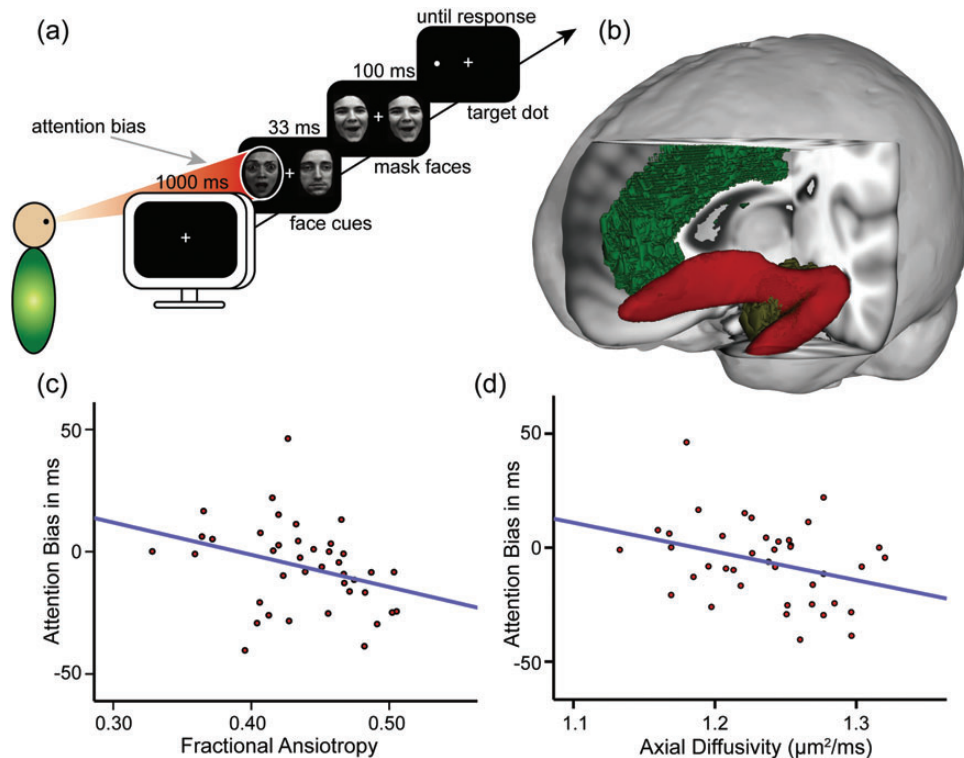 (a)
until response
(b)
100 ms
target dot
attention bias
33 ms
mask faces
1000 ms
face cues
(c)
(d)
50
0
-50
Attention Bias in ms
0.30
0.40
0.50
Fractional Ansiotropy
50
0
-50
Attention Bias in ms
1.1
1.2
1.3
Axial Diffusivity (µm²/ms)